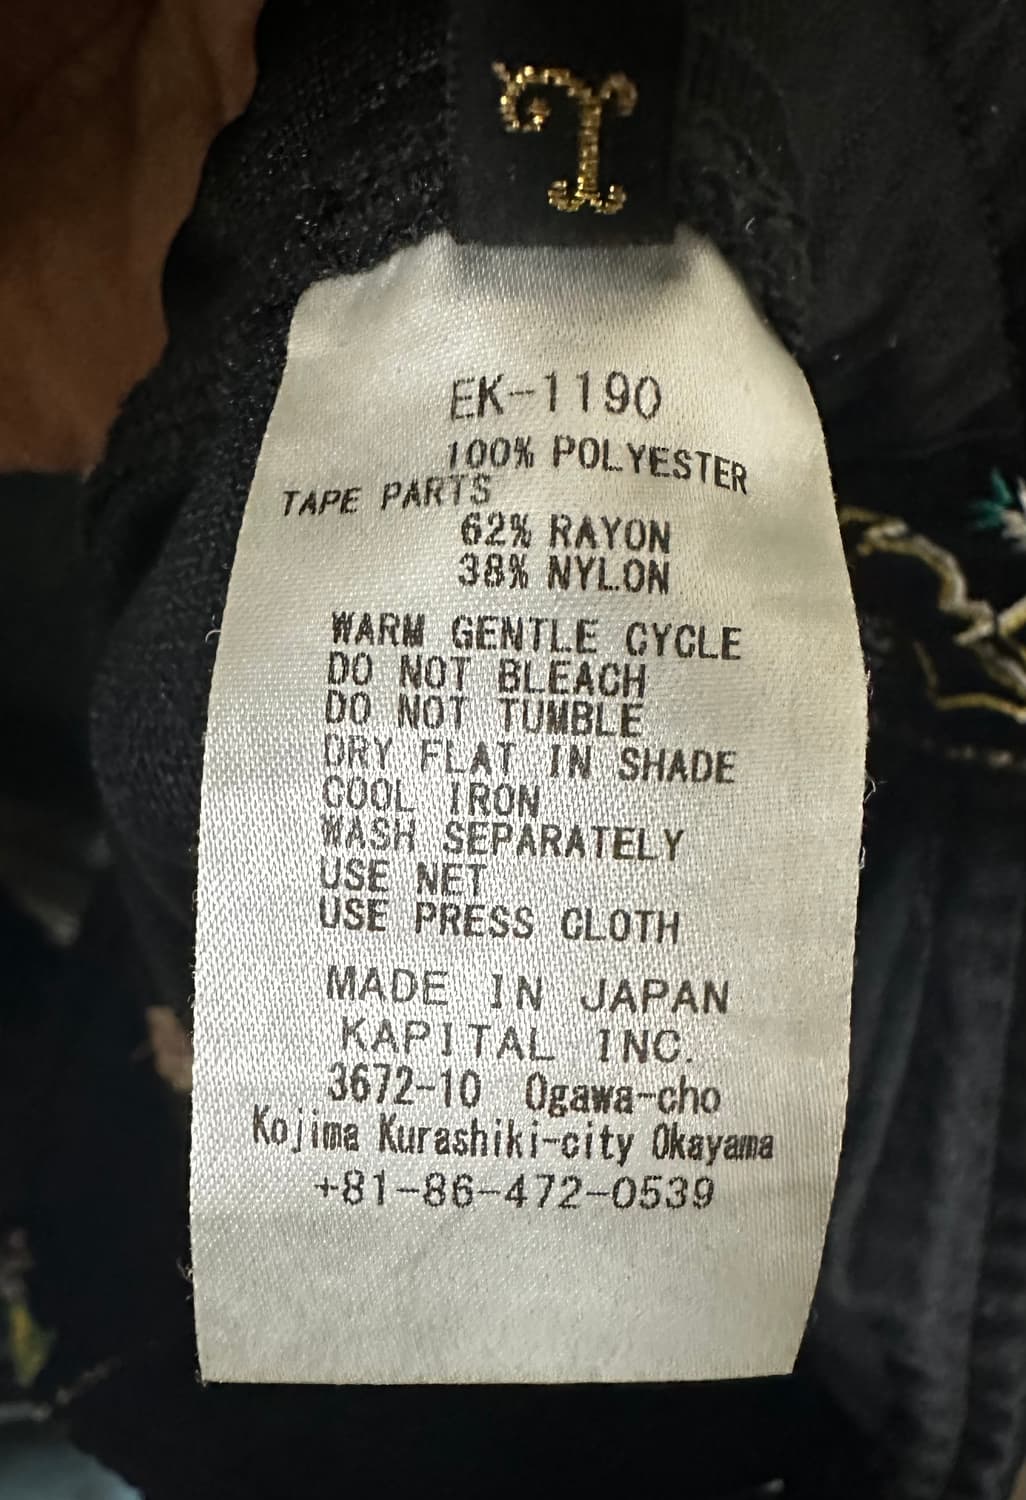 T
EK-1190
100% POLYESTER
TAPE PARTS
62% RAYON
38% NYLON
WARM GENTLE CYCLE
DO NOT BLEACH
DO NOT TUMBLE
DRY FLAT IN SHADE
COOL IRON
WASH SEPARATELY
USE NET
USE PRESS CLOTH
MADE IN JAPAN
KAPITAL INC.
3672-10 Ogawa-cho
Kojima Kurashiki-city Okayama
+81-86-472-0539